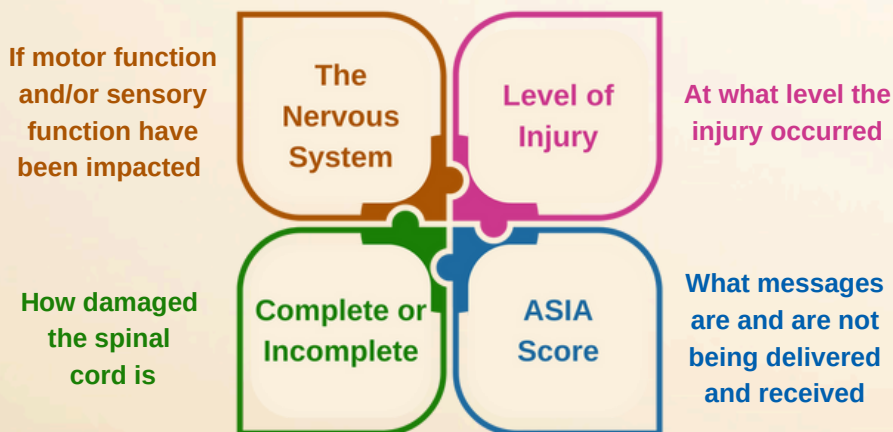 If motor function
and/or sensory
function have
been impacted
The
Nervous
System
Level of
Injury
At what level the
injury occurred
How damaged
the spinal
cord is
Complete or
Incomplete
ASIA
Score
What messages
are and are not
being delivered
and received